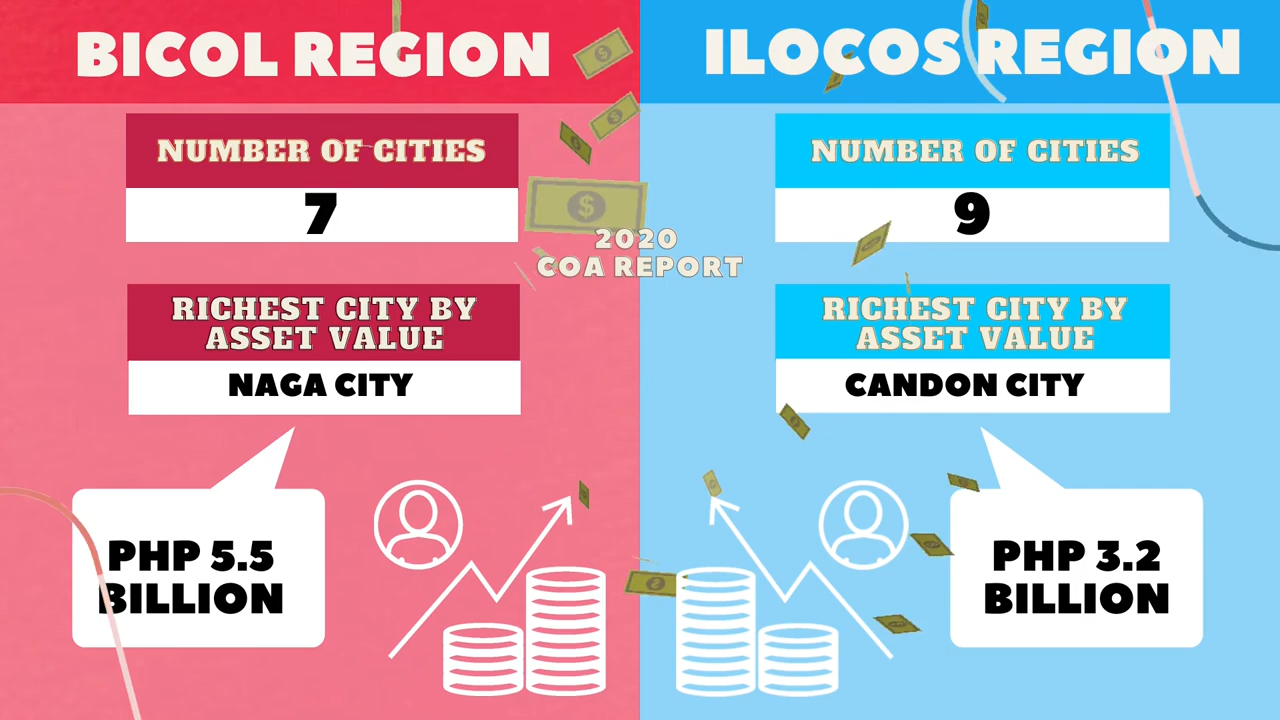 BICOL REGION
NUMBER OF CITIES
7
RICHEST CITY BY
ASSET VALUE
NAGA CITY
PHP 5.5
BILLION
2020
COA REPORT
ILOCOS REGION
NUMBER OF CITIES
9
RICHEST CITY BY
ASSET VALUE
CANDON CITY
PHP 3.2
BILLION